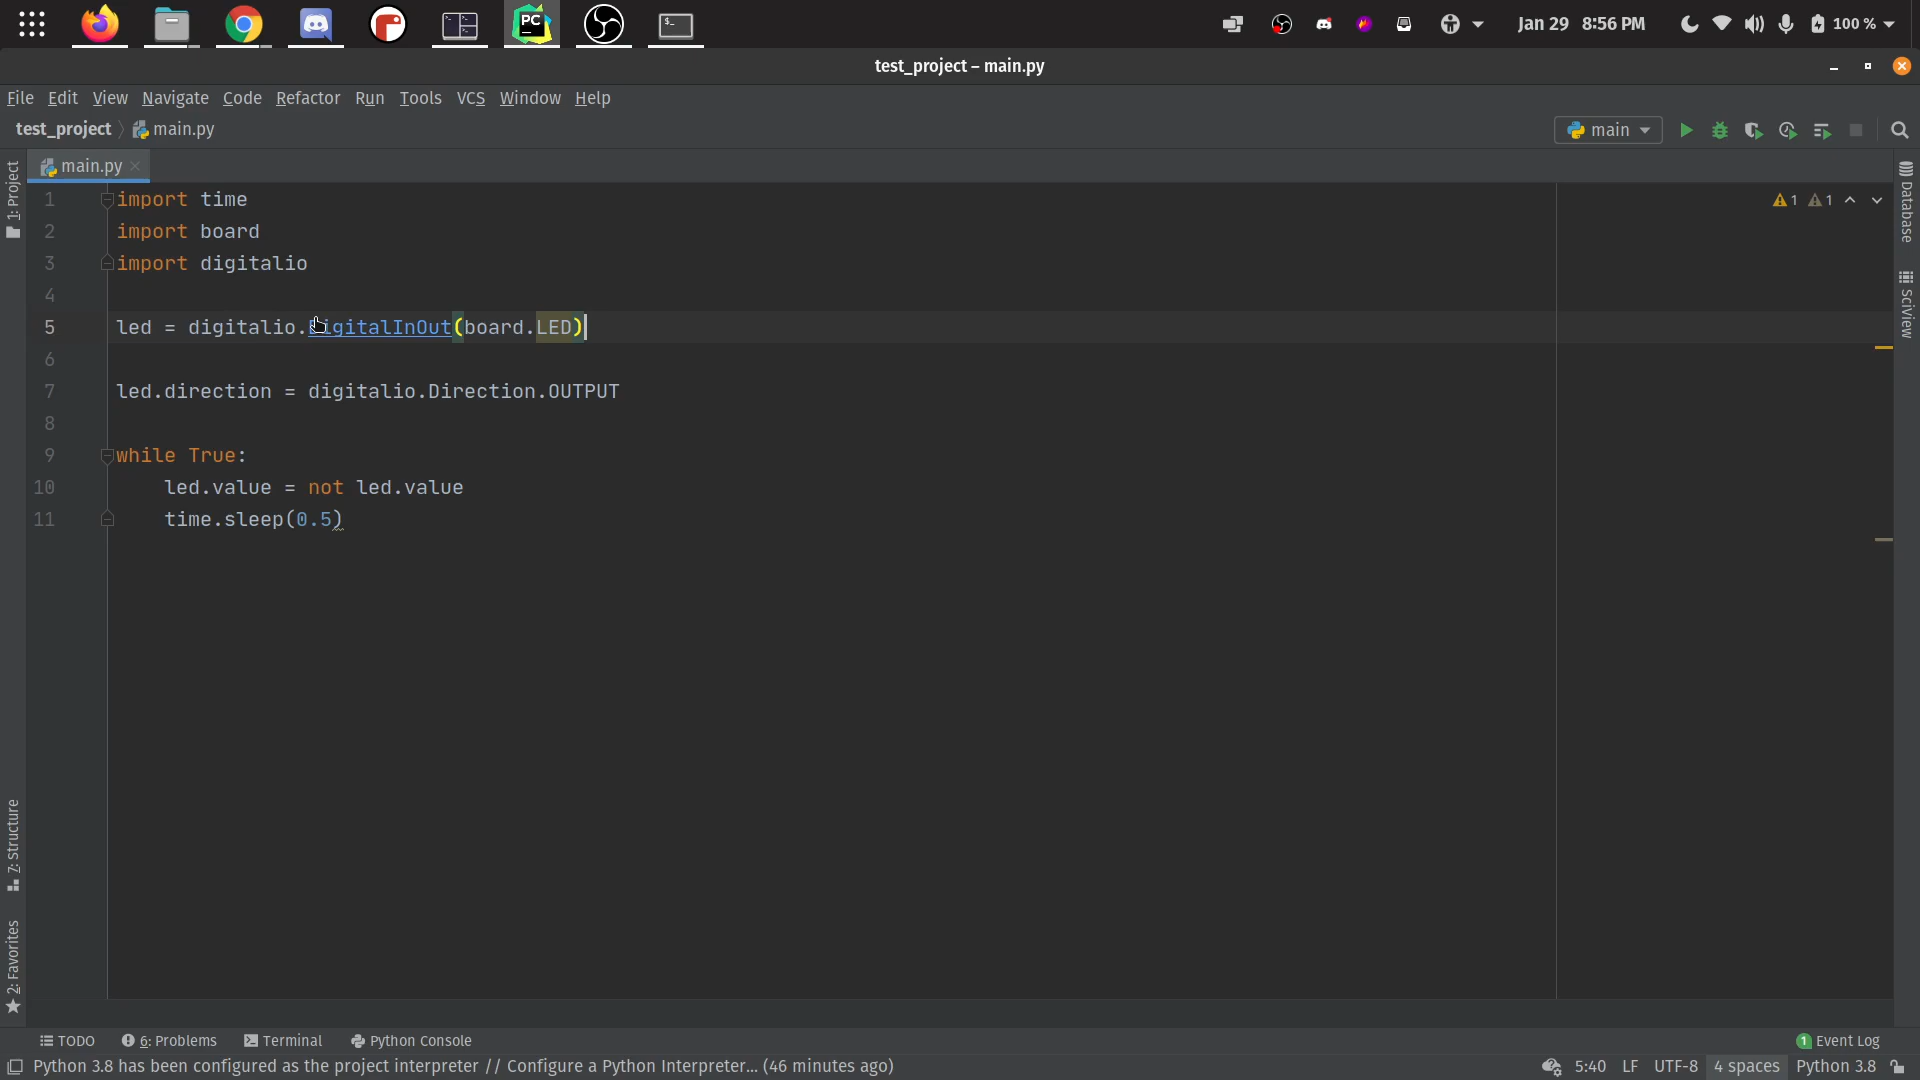 Jan 29 8:56 PM
100 %
test_project – main.py
File Edit View Navigate Code Refactor Run Tools VCS Window Help
test_project main.py
main
main.py
1: Project
7: Structure
2: Favorites
1 import time
2 import board
3 import digitalio
4
5 led = digitalio.DigitalInOut(board.LED)
6
7 led.direction = digitalio.Direction.OUTPUT
8
9 while True:
10 led.value = not led.value
11 time.sleep(0.5)
1 1
Database
SciView
TODO 6: Problems Terminal Python Console
1 Event Log
Python 3.8 has been configured as the project interpreter // Configure a Python Interpreter... (46 minutes ago)
5:40 LF UTF-8 4 spaces Python 3.8